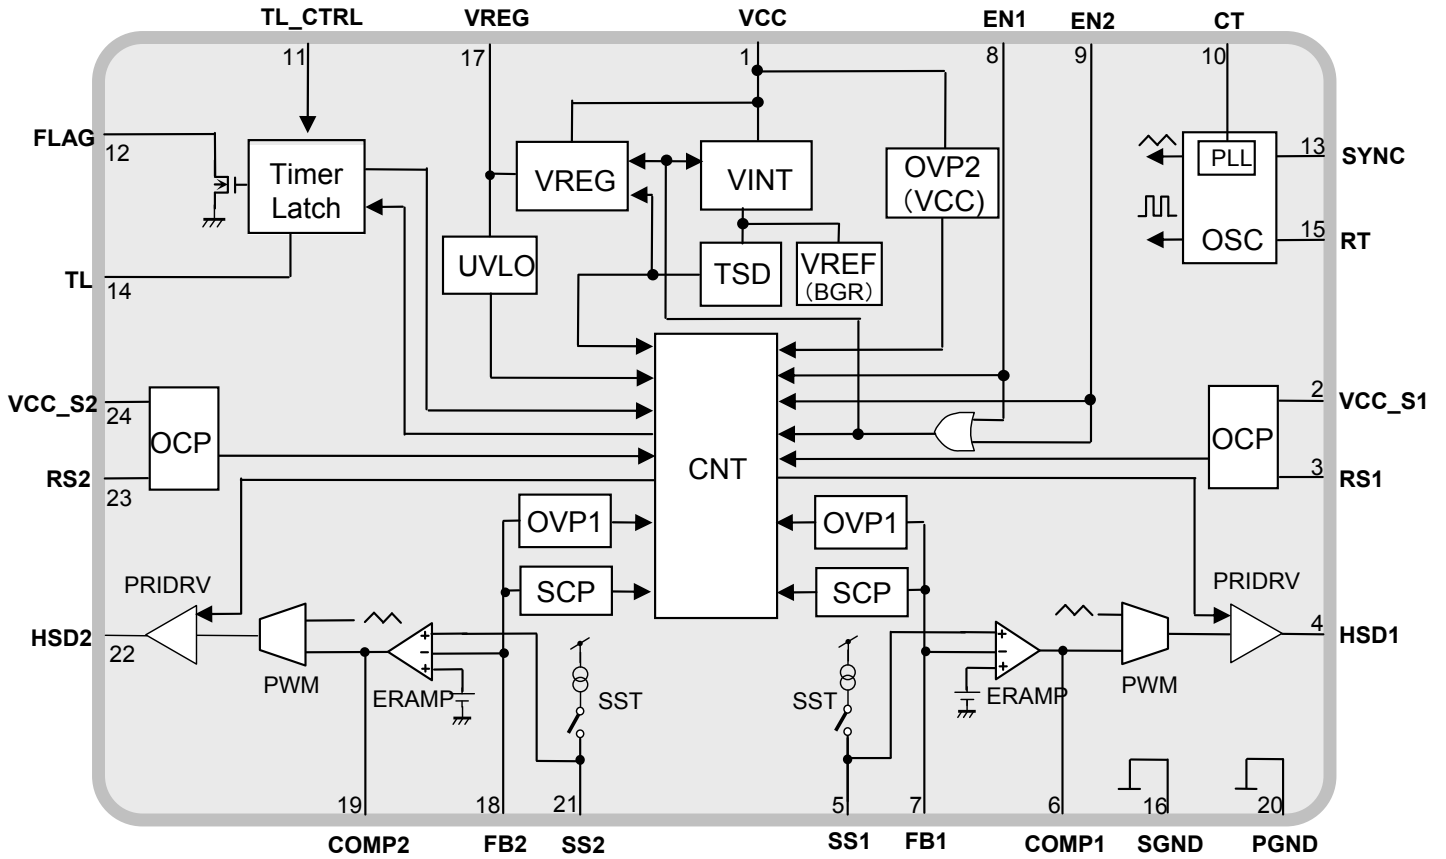 TL_CTRL VREG VCC EN1 EN2 CT
11 17 1 8 9 10
FLAG
12
Timer
Latch
VREG
VINT
OVP2
(VCC)
PLL
OSC
13
SYNC
15
RT
UVLO
TSD
VREF
(BGR)
TL
14
VCC_S2
24
OCP
RS2
23
CNT
OCP
2
VCC_S1
3
RS1
OVP1
OVP1
SCP
SCP
PRIDRV
PRIDRV
HSD2
22
PWM
ERAMP
SST
SST
ERAMP
PWM
4
HSD1
19 18 21 5 7 6 16 20
COMP2 FB2 SS2 SS1 FB1 COMP1 SGND PGND